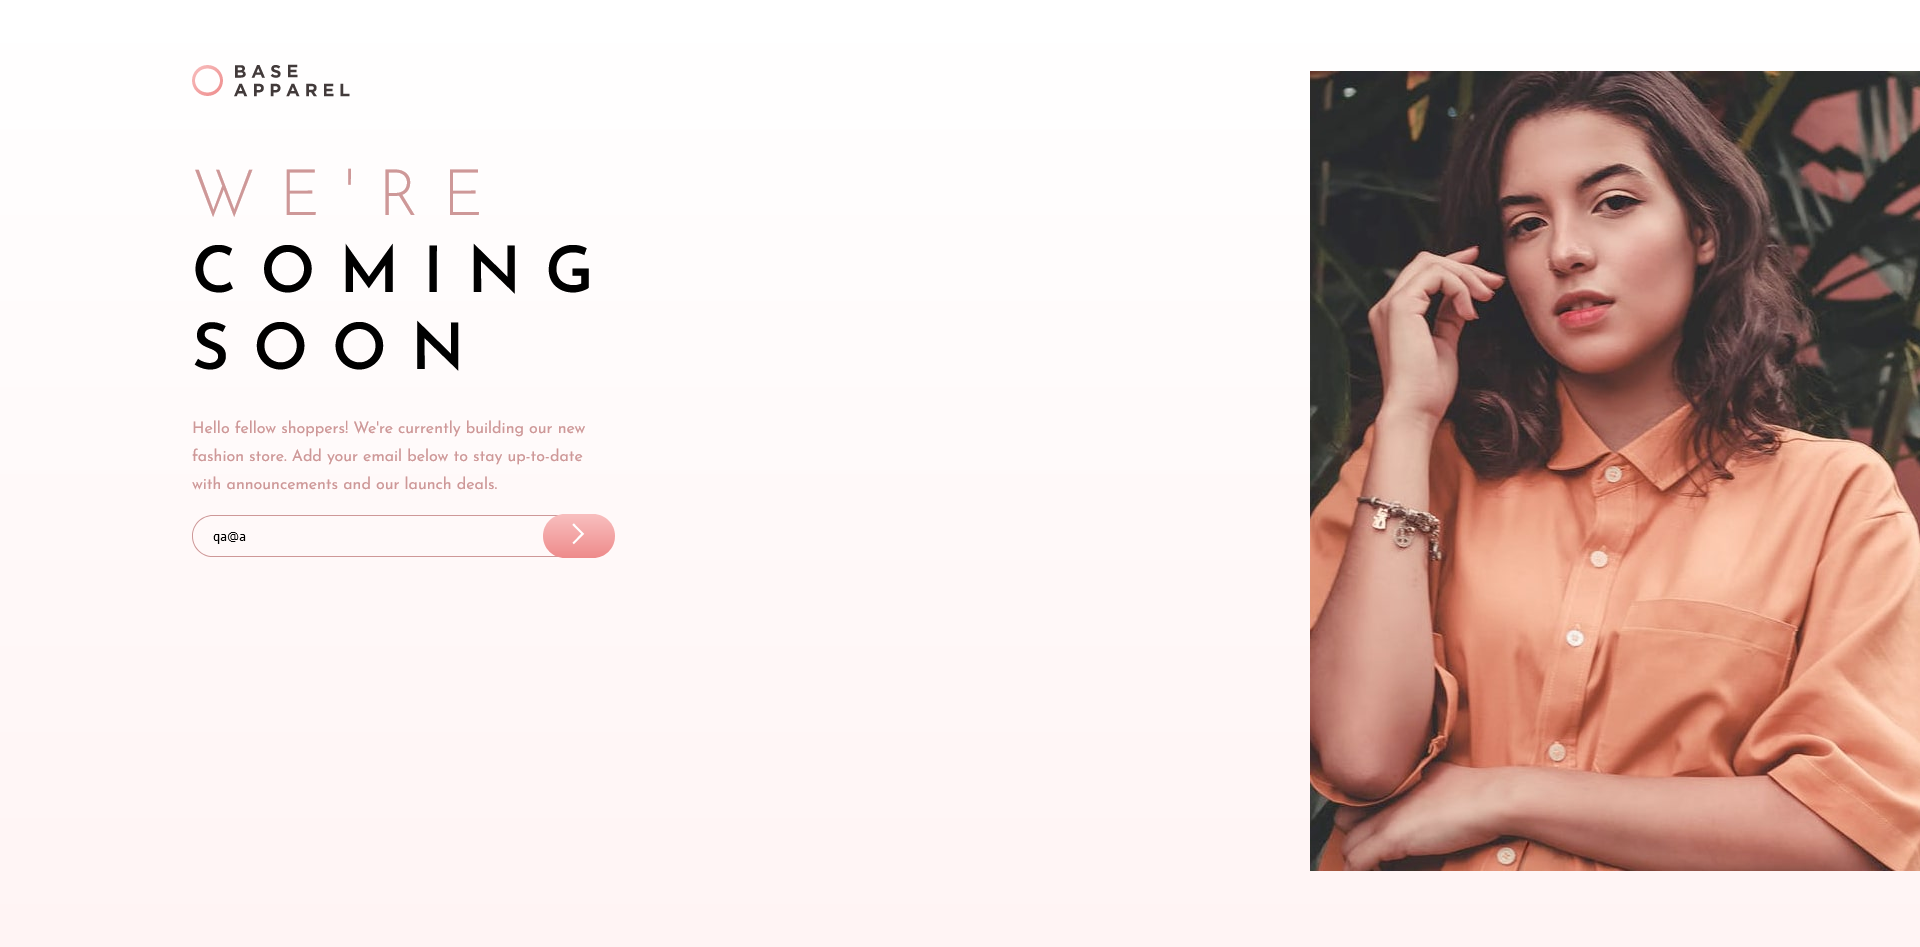 BASE
APPAREL
WE'RE
COMING
SOON
Hello fellow shoppers! We're currently building our new
fashion store. Add your email below to stay up-to-date
with announcements and our launch deals.
qa@a